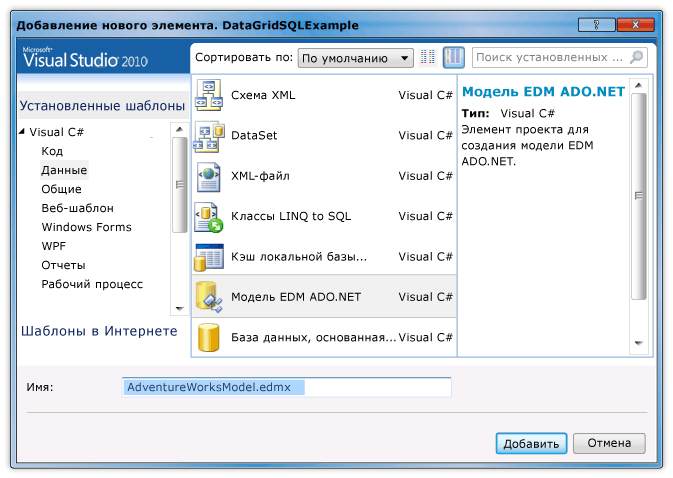 Добавление нового элемента. DataGridSQLExample
?
x
Microsoft®
Visual Studio 2010
Сортировать по: По умолчанию
Поиск установленных ...
Установленные шаблоны
Visual C#
Код
Данные
Общие
Веб-шаблон
Windows Forms
WPF
Отчеты
Рабочий процесс
Шаблоны в Интернете
Схема XML Visual C#
DataSet Visual C#
XML-файл Visual C#
Классы LINQ to SQL Visual C#
Кэш локальной базы... Visual C#
Модель EDM ADO.NET Visual C#
База данных, основанная... Visual C#
Модель EDM ADO.NET
Тип: Visual C#
Элемент проекта для
создания модели EDM
ADO.NET.
Имя: AdventureWorksModel.edmx
Добавить Отмена